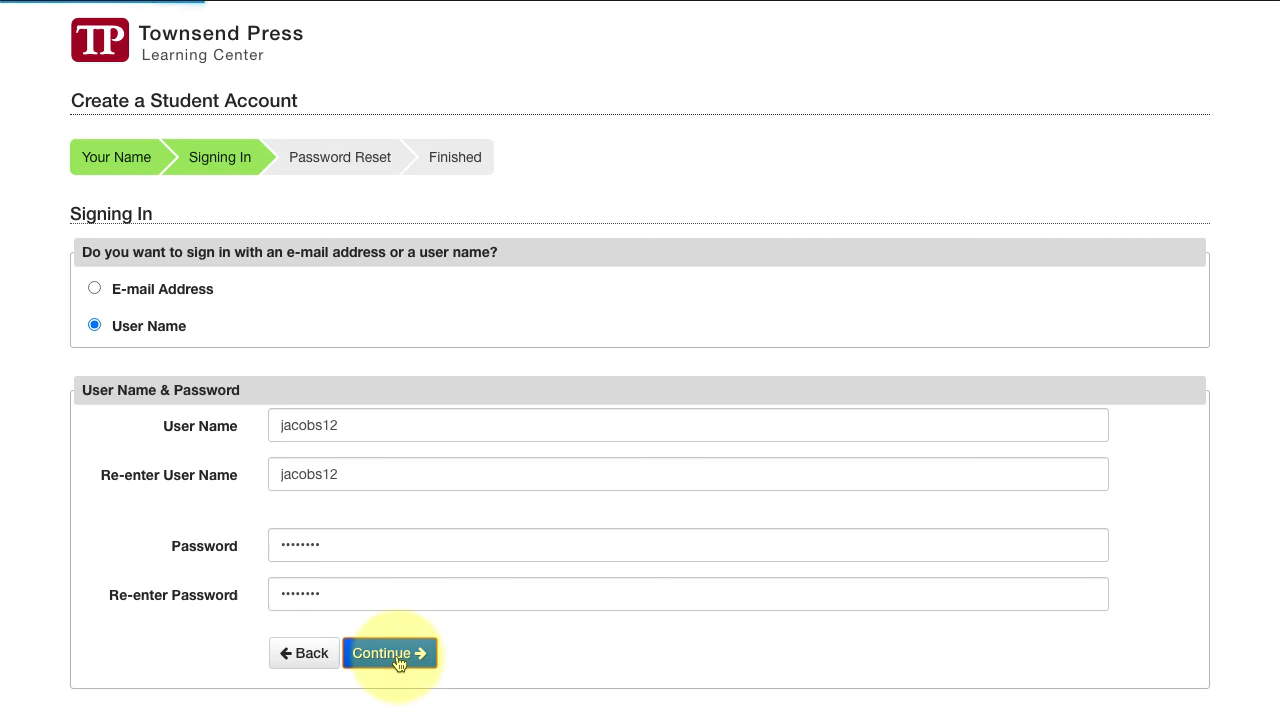 TP
Townsend Press
Learning Center
Create a Student Account
Your Name
Signing In
Password Reset
Finished
Signing In
Do you want to sign in with an e-mail address or a user name?
E-mail Address
User Name
User Name & Password
User Name jacobs12
Re-enter User Name jacobs12
Password ••••••••
Re-enter Password ••••••••
← Back Continue →